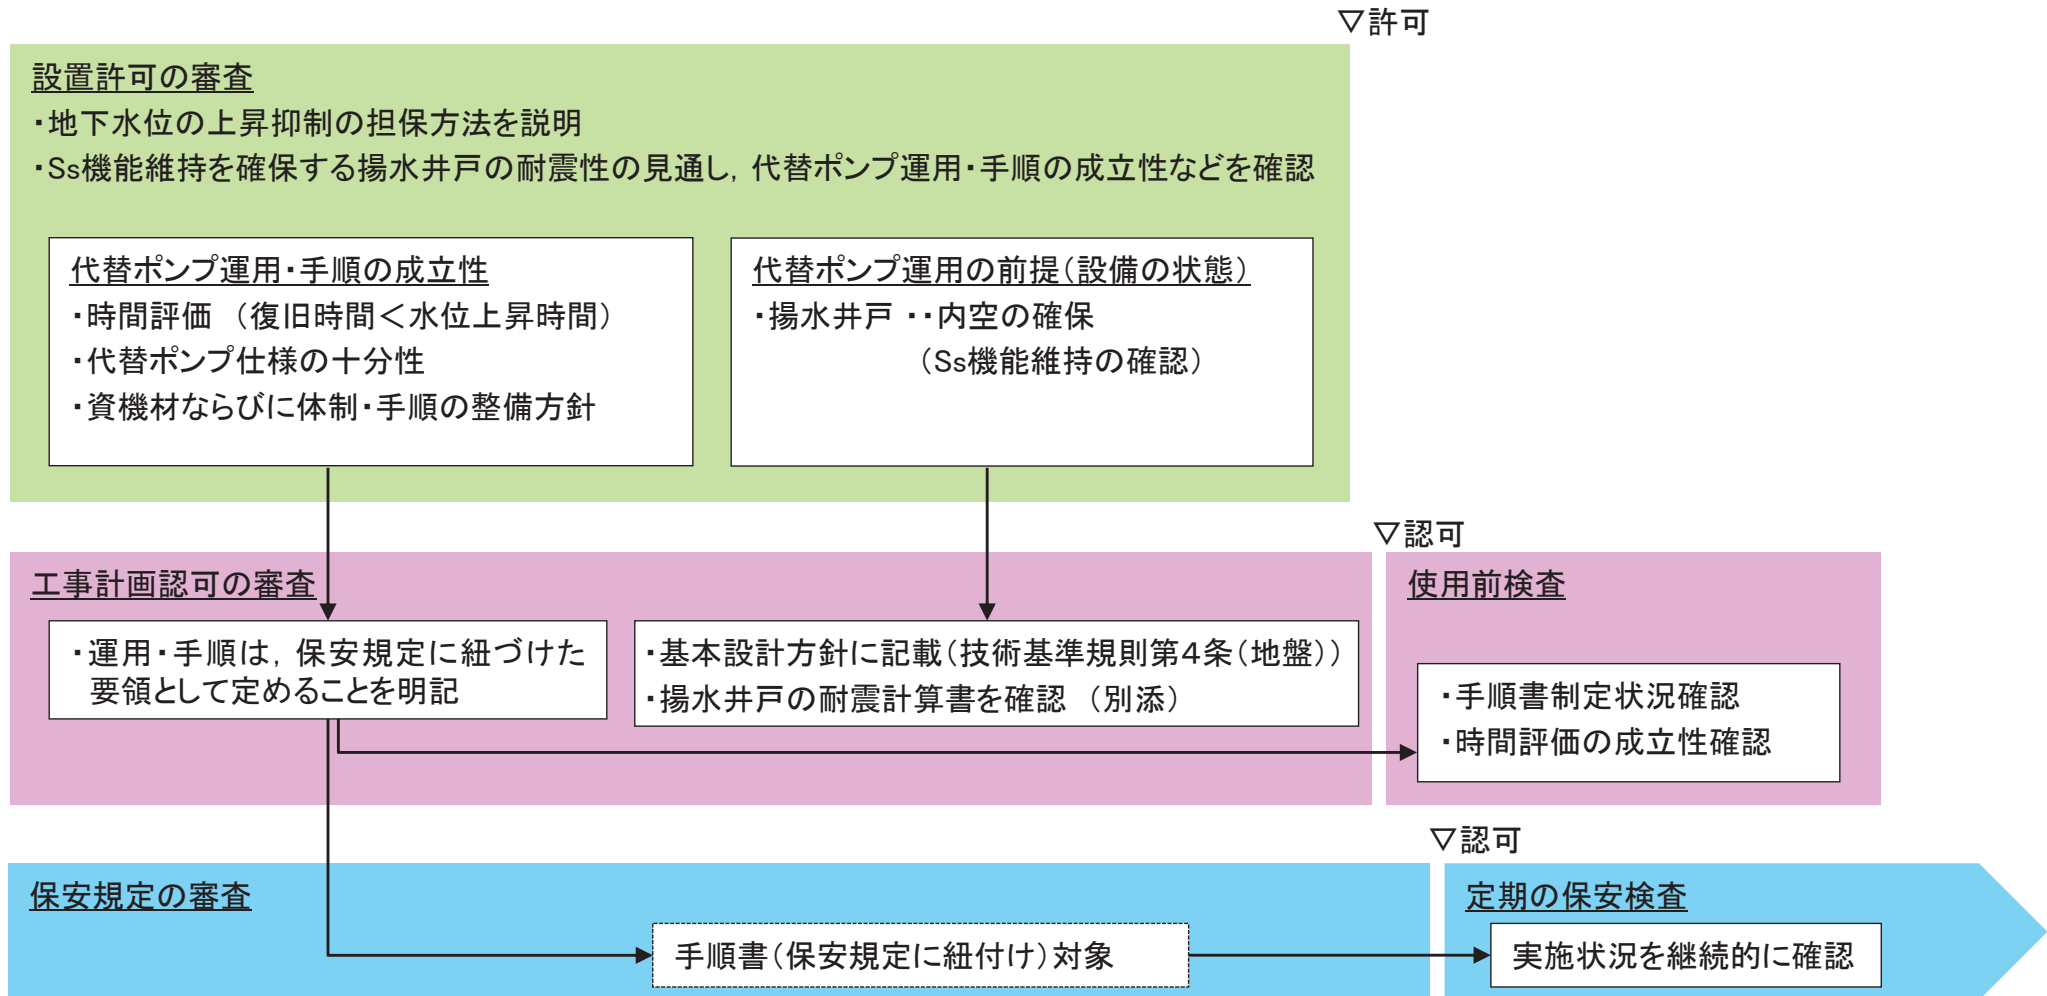 ▽許可
設置許可の審査
・地下水位の上昇抑制の担保方法を説明
・Ss機能維持を確保する揚水井戸の耐震性の見通し，代替ポンプ運用・手順の成立性などを確認
代替ポンプ運用・手順の成立性
・時間評価 （復旧時間＜水位上昇時間）
・代替ポンプ仕様の十分性
・資機材ならびに体制・手順の整備方針
代替ポンプ運用の前提（設備の状態）
・揚水井戸 ・・内空の確保
（Ss機能維持の確認）
▽認可
工事計画認可の審査
・運用・手順は，保安規定に紐づけた
要領として定めることを明記
・基本設計方針に記載（技術基準規則第４条（地盤））
・揚水井戸の耐震計算書を確認 （別添）
使用前検査
・手順書制定状況確認
・時間評価の成立性確認
▽認可
保安規定の審査
手順書（保安規定に紐付け）対象
定期の保安検査
実施状況を継続的に確認